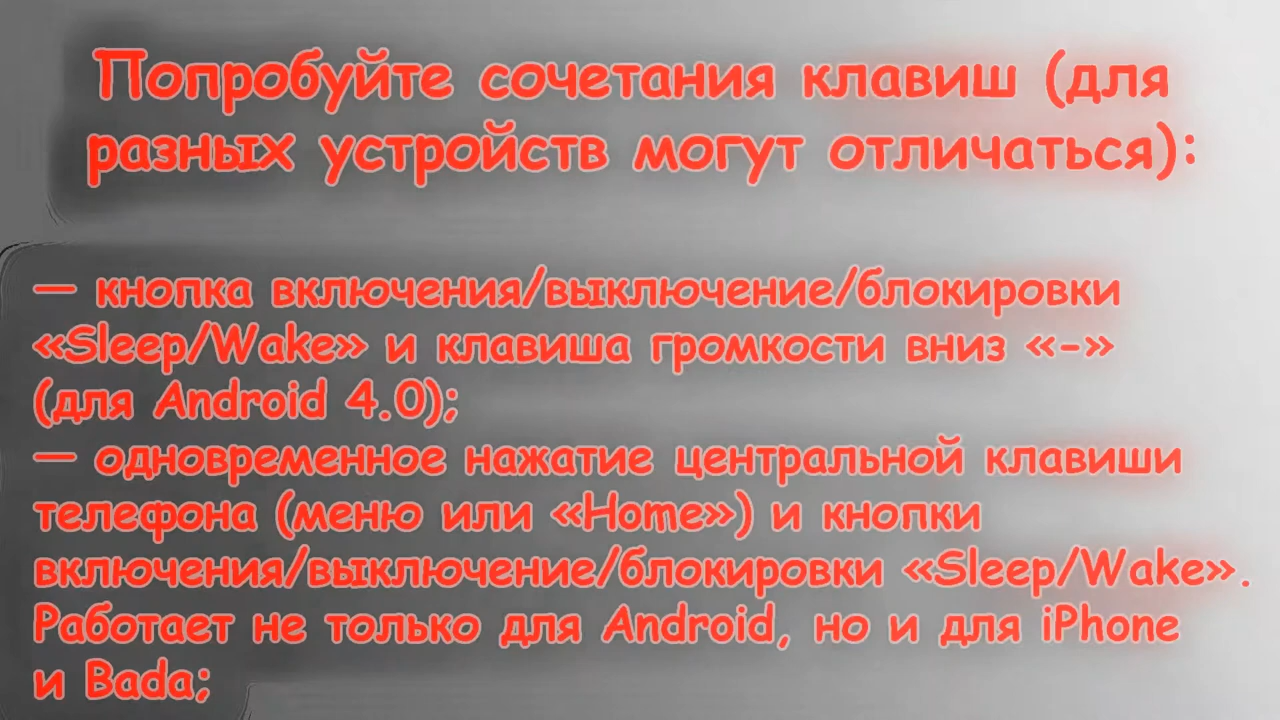 Попробуйте сочетания клавиш (для
разных устройств могут отличаться):
— кнопка включения/выключение/блокировки
«Sleep/Wake» и клавиша громкости вниз «-»
(для Android 4.0);
— одновременное нажатие центральной клавиши
телефона (меню или «Home») и кнопки
включения/выключение/блокировки «Sleep/Wake».
Работает не только для Android, но и для iPhone
и Bada;